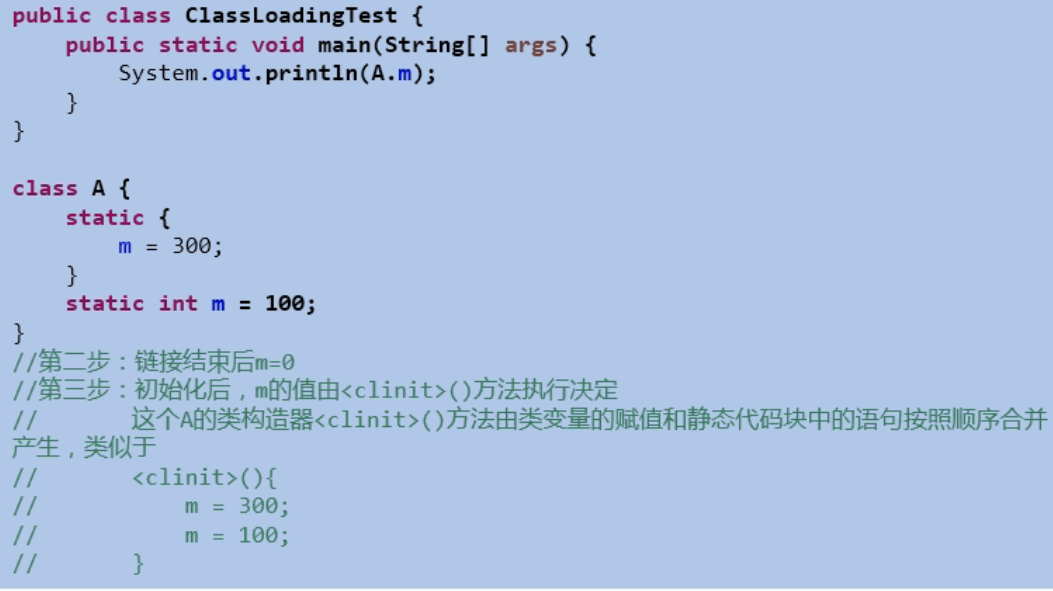 public class ClassLoadingTest {
    public static void main(String[] args) {
        System.out.println(A.m);
    }
}

class A {
    static {
        m = 300;
    }
    static int m = 100;
}
//第二步：链接结束后m=0
//第三步：初始化后，m的值由<clinit>()方法执行决定
//       这个A的类构造器<clinit>()方法由类变量的赋值和静态代码块中的语句按照顺序合并
产生，类似于
//       <clinit>(){
//           m = 300;
//           m = 100;
//       }